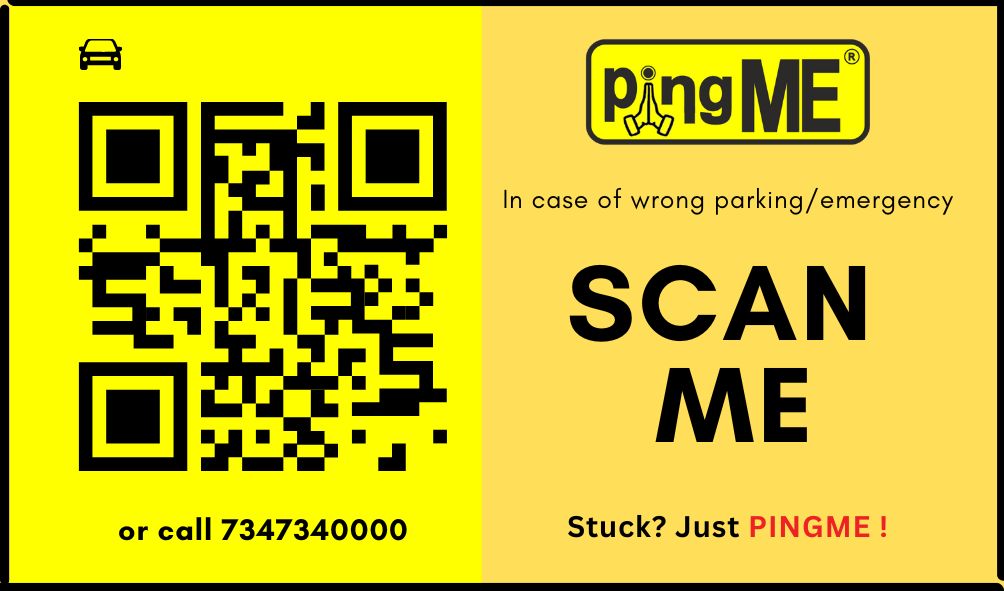 or call 7347340000
pingME®
In case of wrong parking/emergency
SCAN
ME
Stuck? Just PINGME !